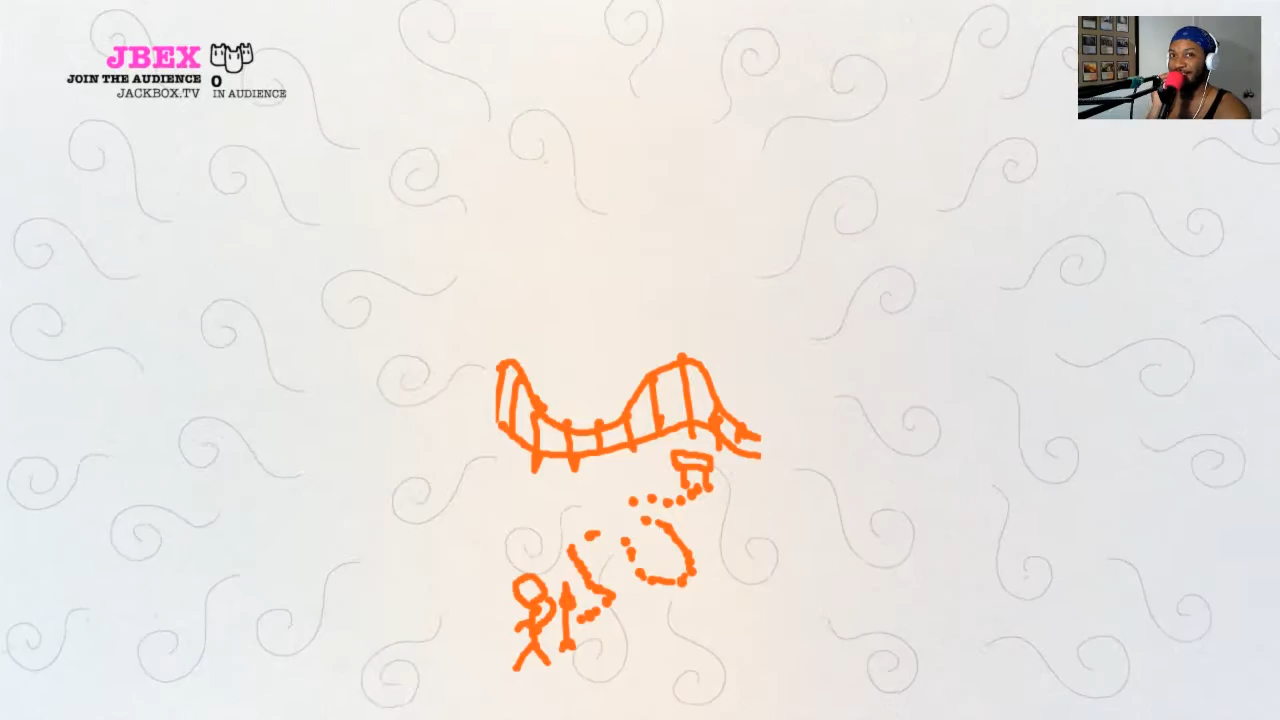 JBEX
JOIN THE AUDIENCE
JACKBOX.TV
0
IN AUDIENCE